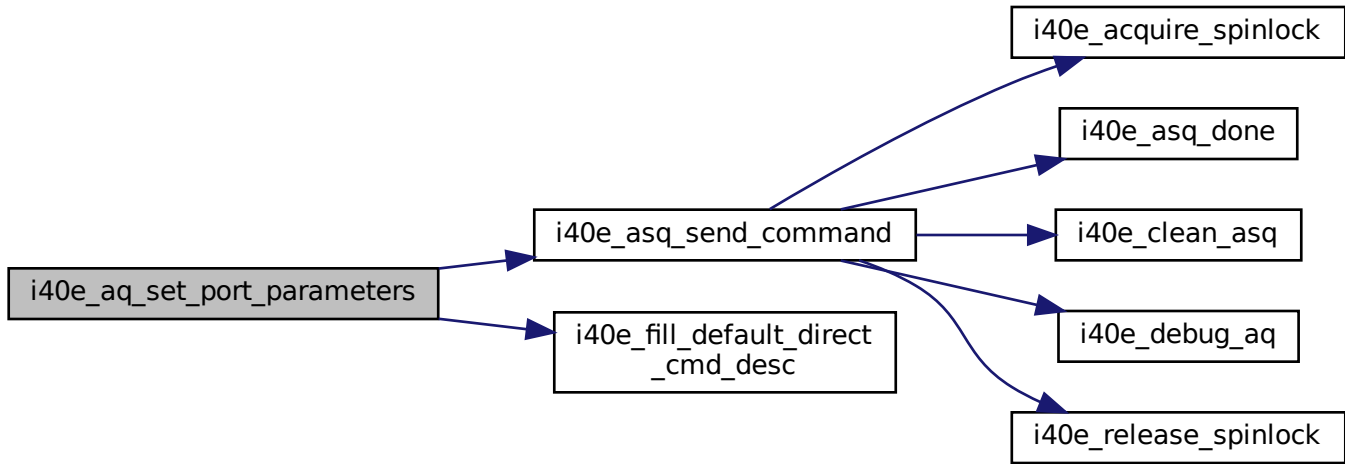 i40e_acquire_spinlock
i40e_asq_done
i40e_asq_send_command
i40e_clean_asq
i40e_aq_set_port_parameters
i40e_fill_default_direct
_cmd_desc
i40e_debug_aq
i40e_release_spinlock